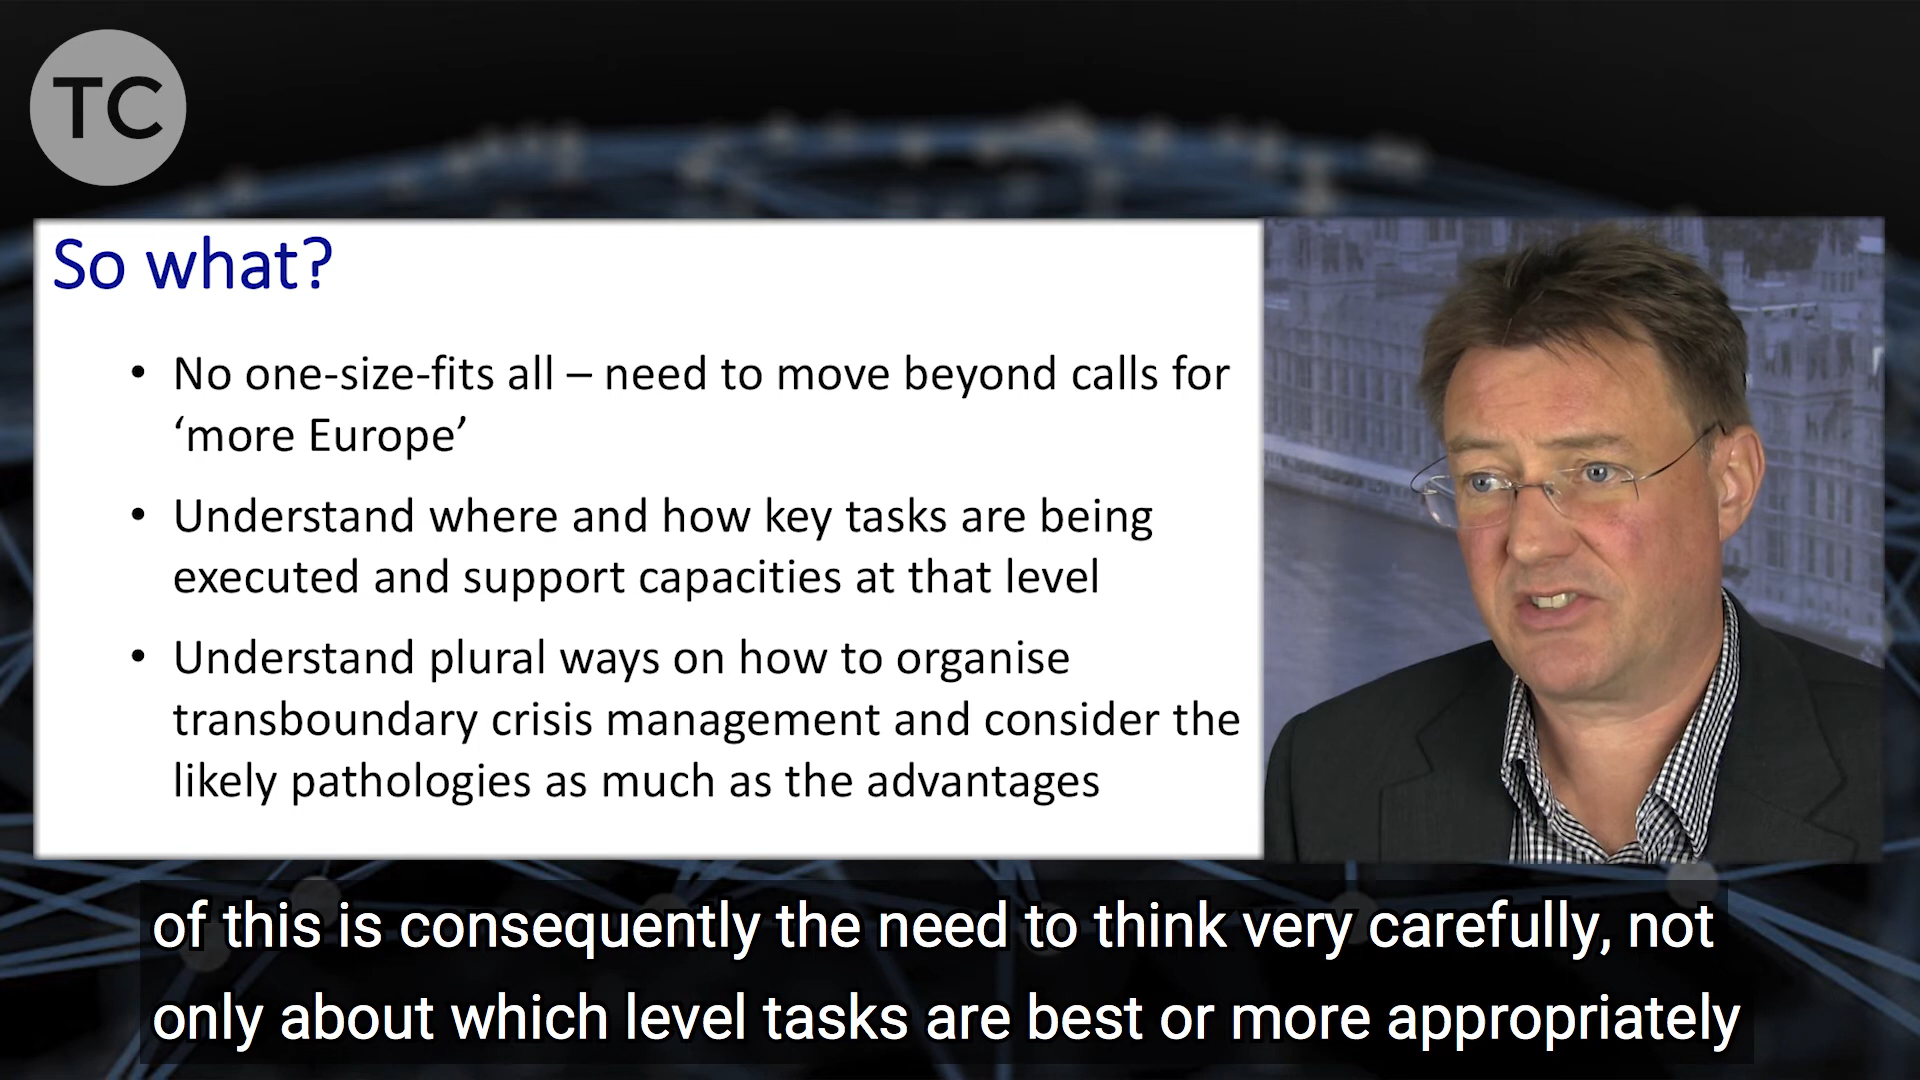 TC
So what?
• No one-size-fits all – need to move beyond calls for
‘more Europe’
• Understand where and how key tasks are being
executed and support capacities at that level
• Understand plural ways on how to organise
transboundary crisis management and consider the
likely pathologies as much as the advantages
of this is consequently the need to think very carefully, not
only about which level tasks are best or more appropriately